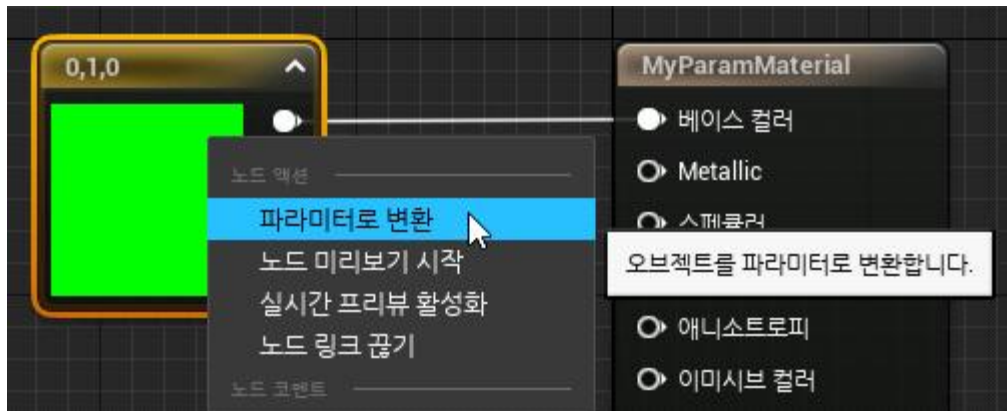 0,1,0
노드 액션
파라미터로 변환
노드 미리보기 시작
실시간 프리뷰 활성화
노드 링크 끊기
노드 코멘트
MyParamMaterial
베이스 컬러
Metallic
스페큘러
오브젝트를 파라미터로 변환합니다.
애니소트로피
이미시브 컬러